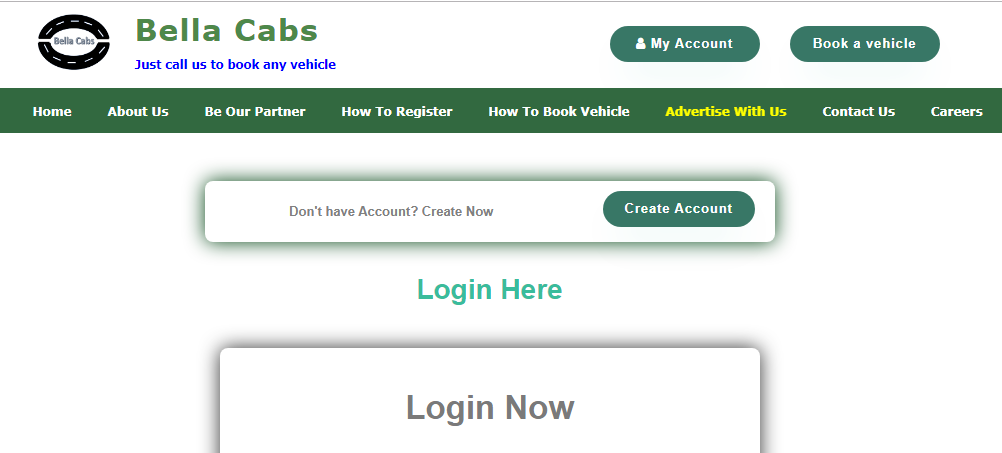 Bella Cabs
Bella Cabs
Just call us to book any vehicle
My Account
Book a vehicle
Home
About Us
Be Our Partner
How To Register
How To Book Vehicle
Advertise With Us
Contact Us
Careers
Don't have Account? Create Now
Create Account
Login Here
Login Now